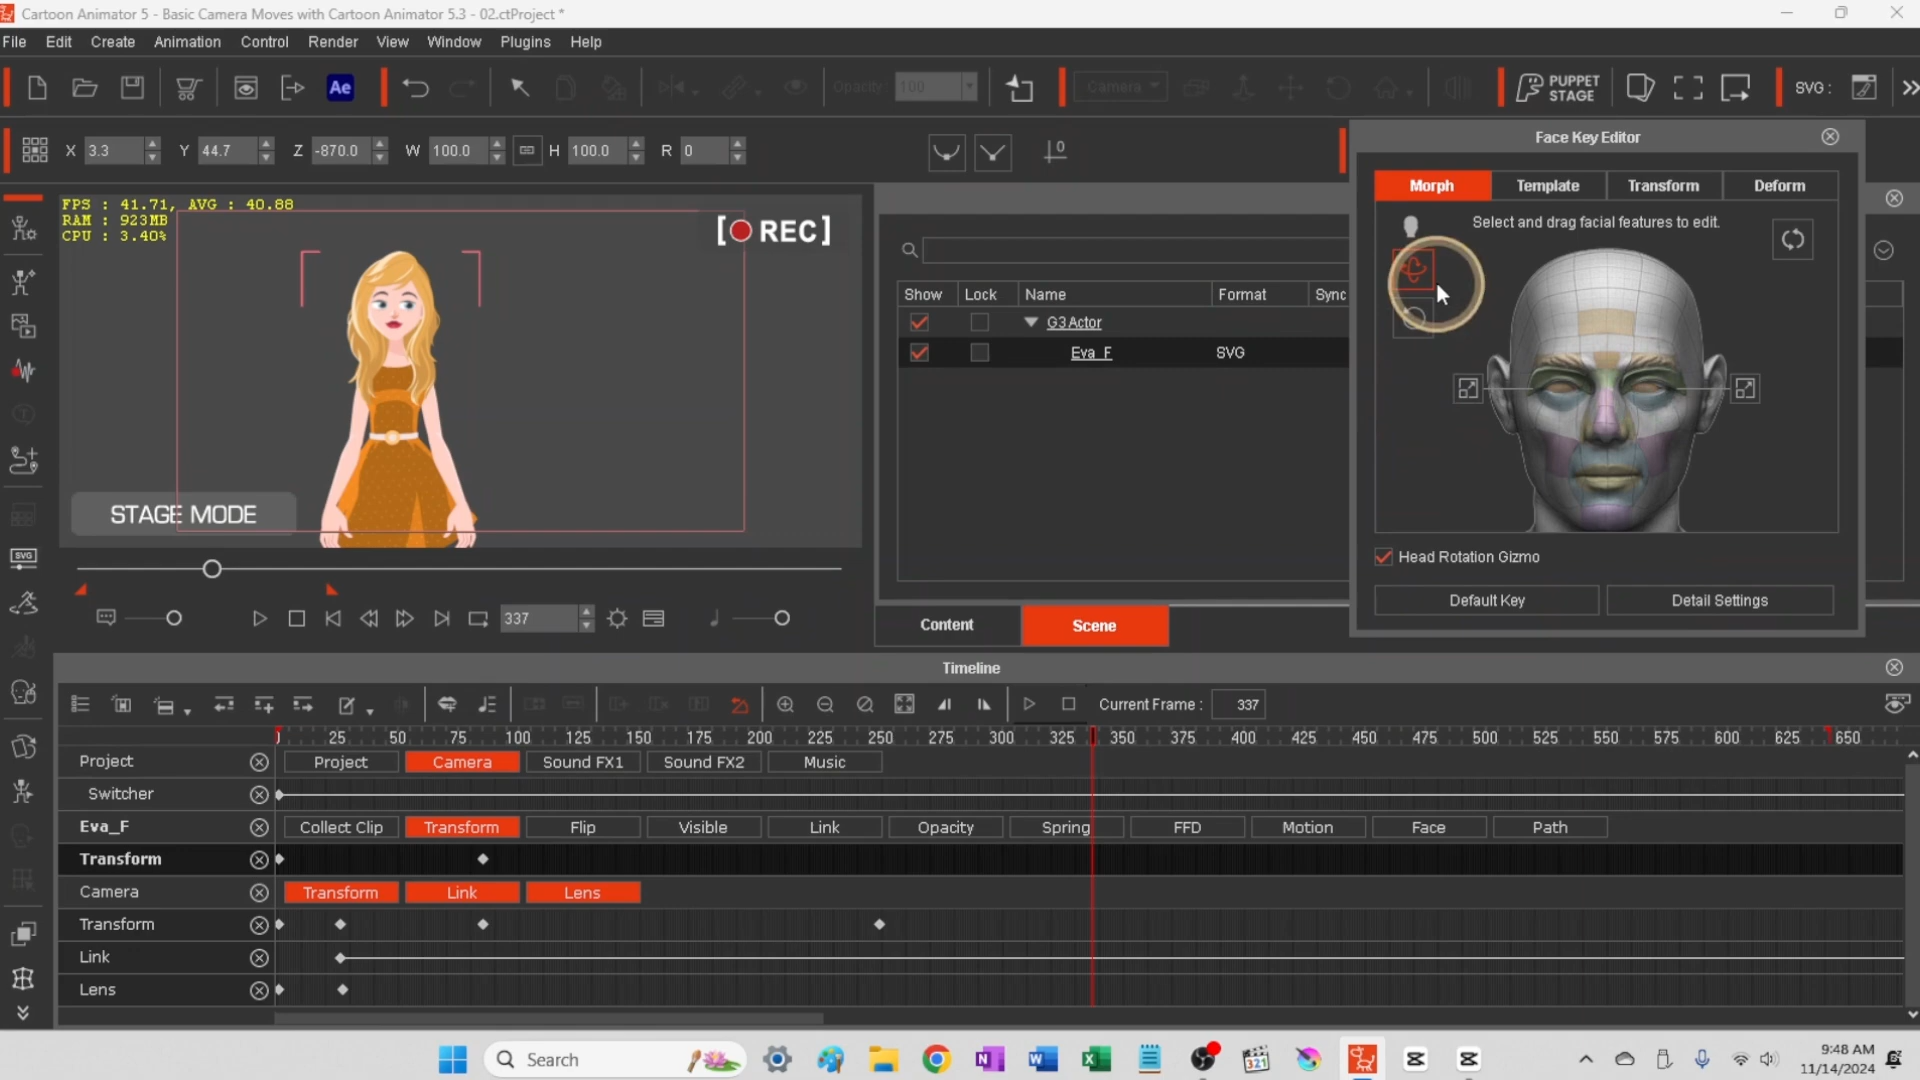 Cartoon Animator 5 - Basic Camera Moves with Cartoon Animator 5.3 - 02.ctProject *
File Edit Create Animation Control Render View Window Plugins Help
Ae Opacity: 100 Camera PUPPET STAGE SVG :
X 3.3 Y 44.7 Z -870.0 W 100.0 H 100.0 R 0
Face Key Editor
Morph Template Transform Deform
Select and drag facial features to edit.
FPS : 41.71, AVG : 40.88
RAM : 923MB
CPU : 3.40%
[ REC]
STAGE MODE
Show Lock Name Format Sync
G3Actor
Eva_F SVG
Head Rotation Gizmo
Default Key Detail Settings
337
Content Scene
Timeline
Current Frame : 337
0 25 50 75 100 125 150 175 200 225 250 275 300 325 350 375 400 425 450 475 500 525 550 575 600 625 650
Project Project Camera Sound FX1 Sound FX2 Music
Switcher
Eva_F Collect Clip Transform Flip Visible Link Opacity Spring FFD Motion Face Path
Transform
Camera Transform Link Lens
Transform
Link
Lens
SVG
Search
321
9:48 AM
11/14/2024